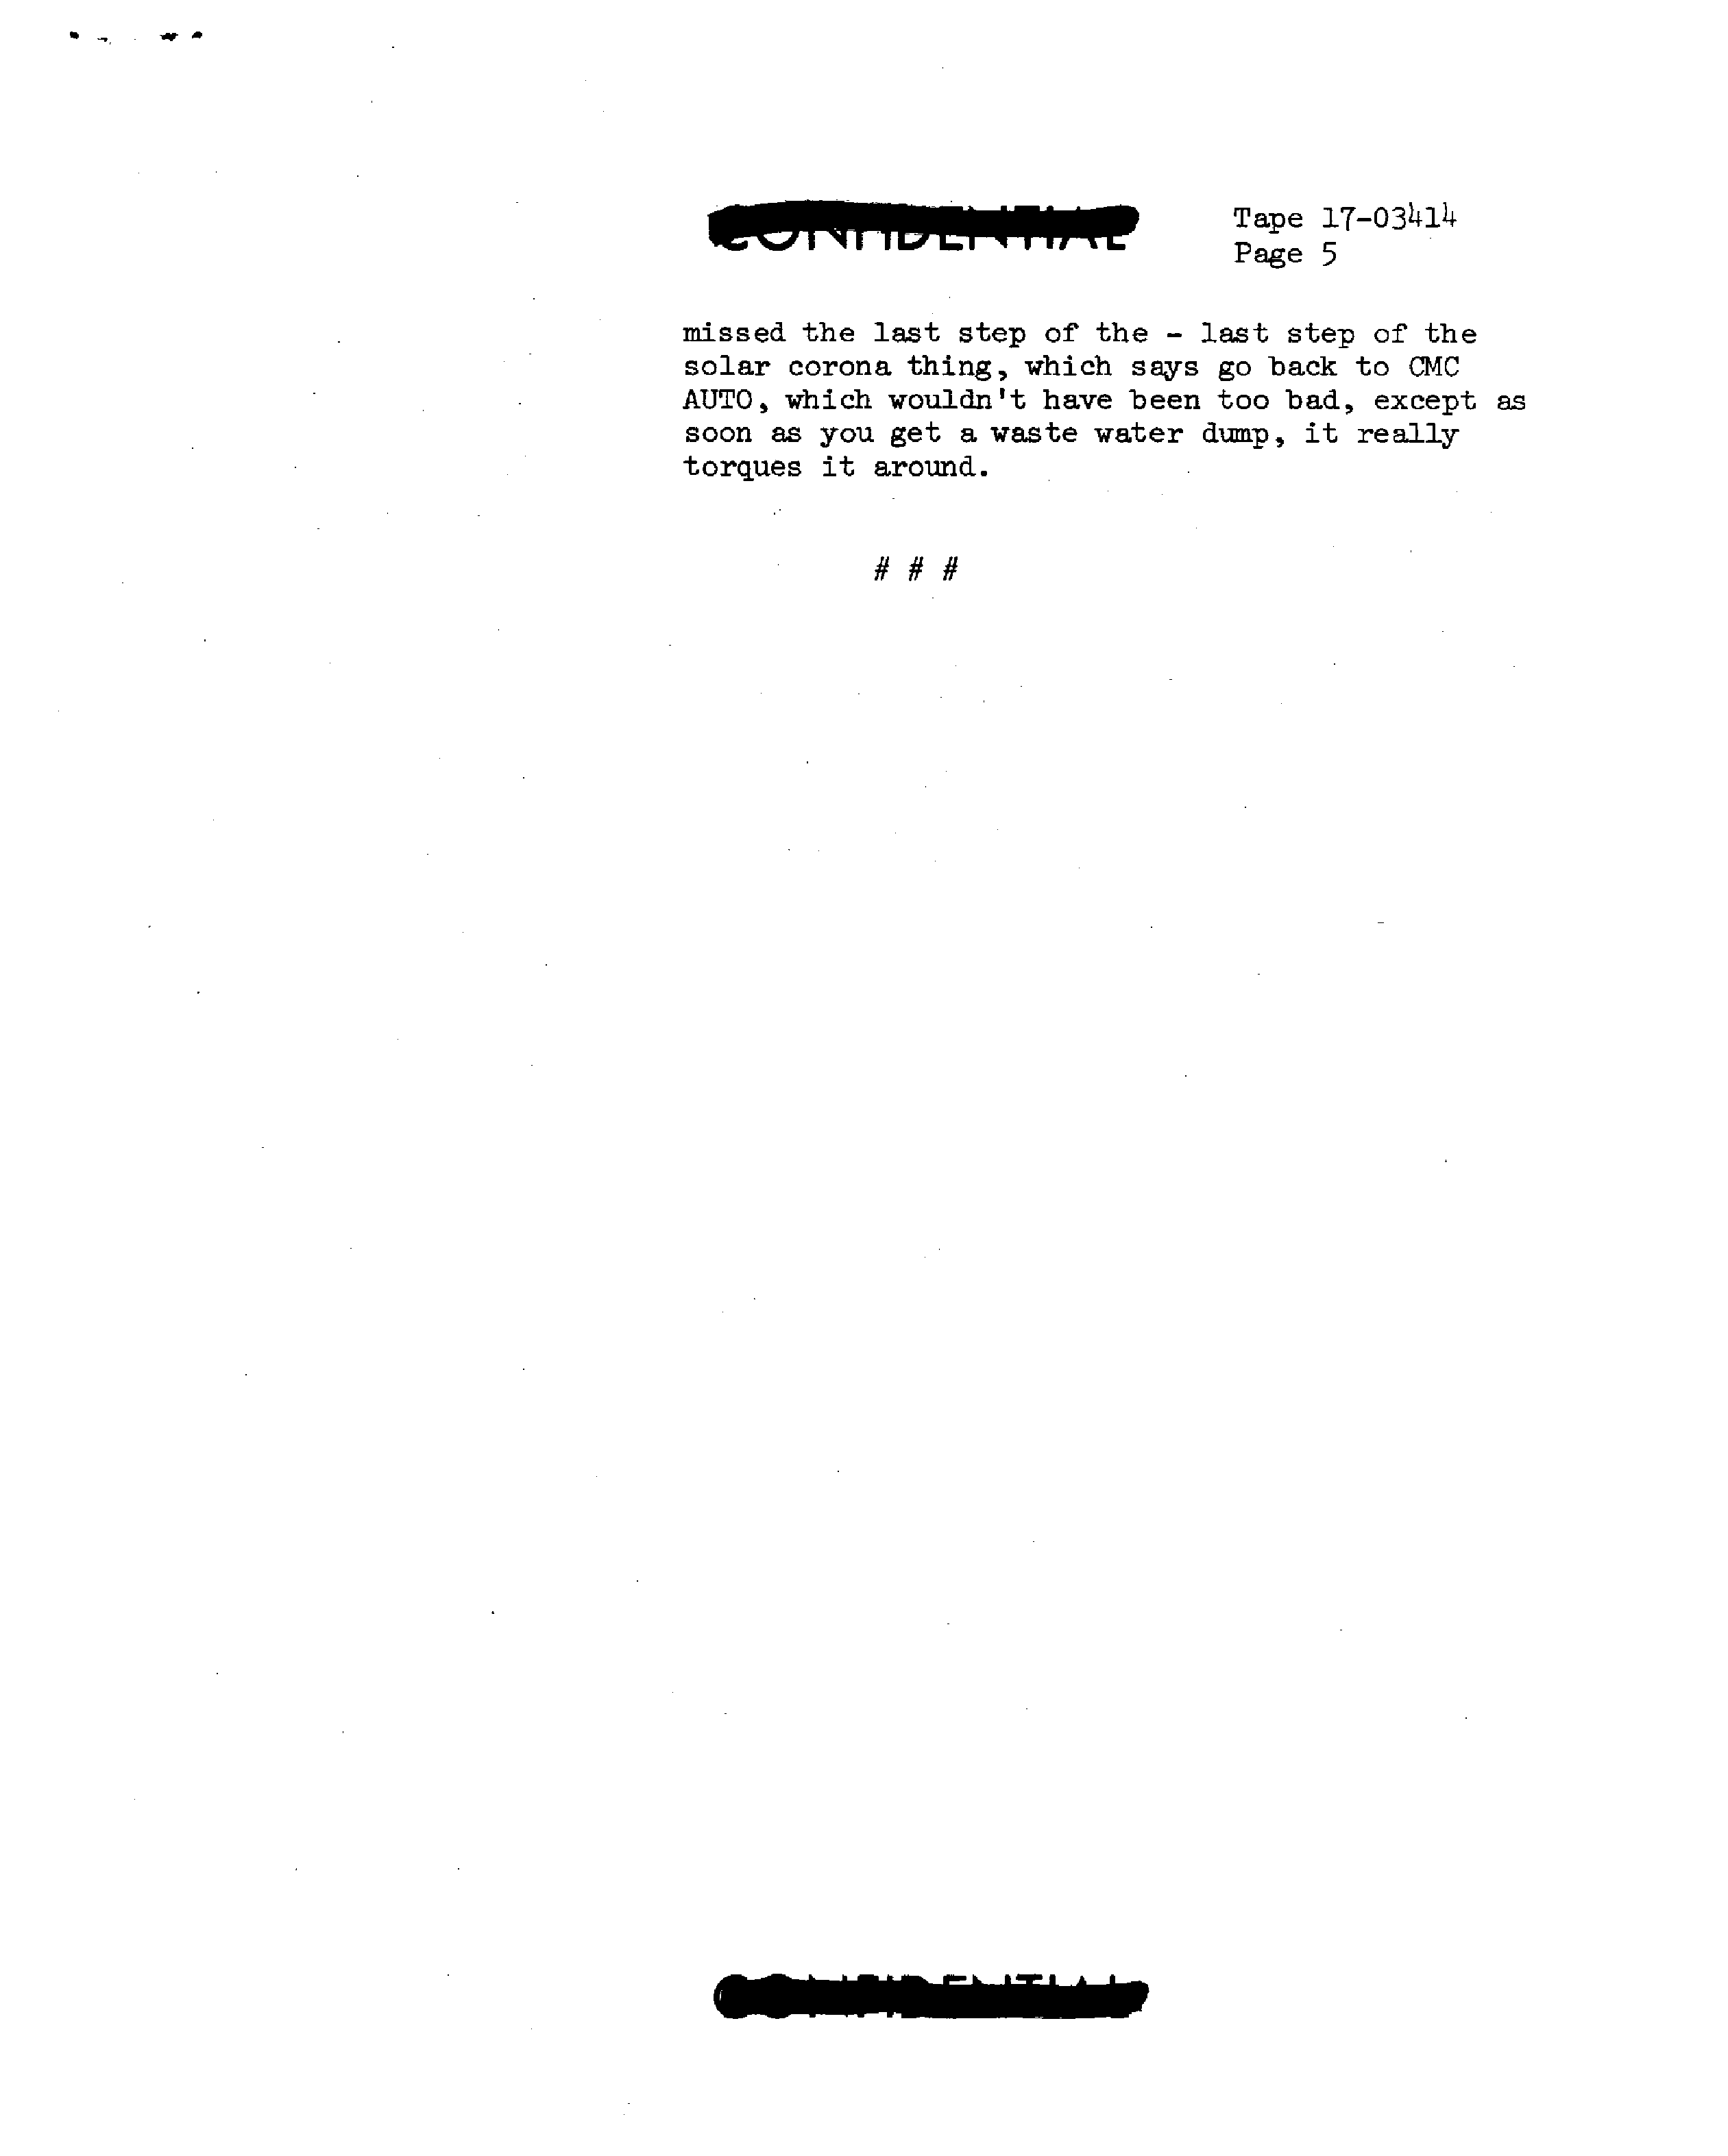 CONFIDENTIAL
Tape 17-03414
Page 5
missed the last step of the - last step of the
solar corona thing, which says go back to CMC
AUTO, which wouldn't have been too bad, except as
soon as you get a waste water dump, it really
torques it around.
# # #
CONFIDENTIAL